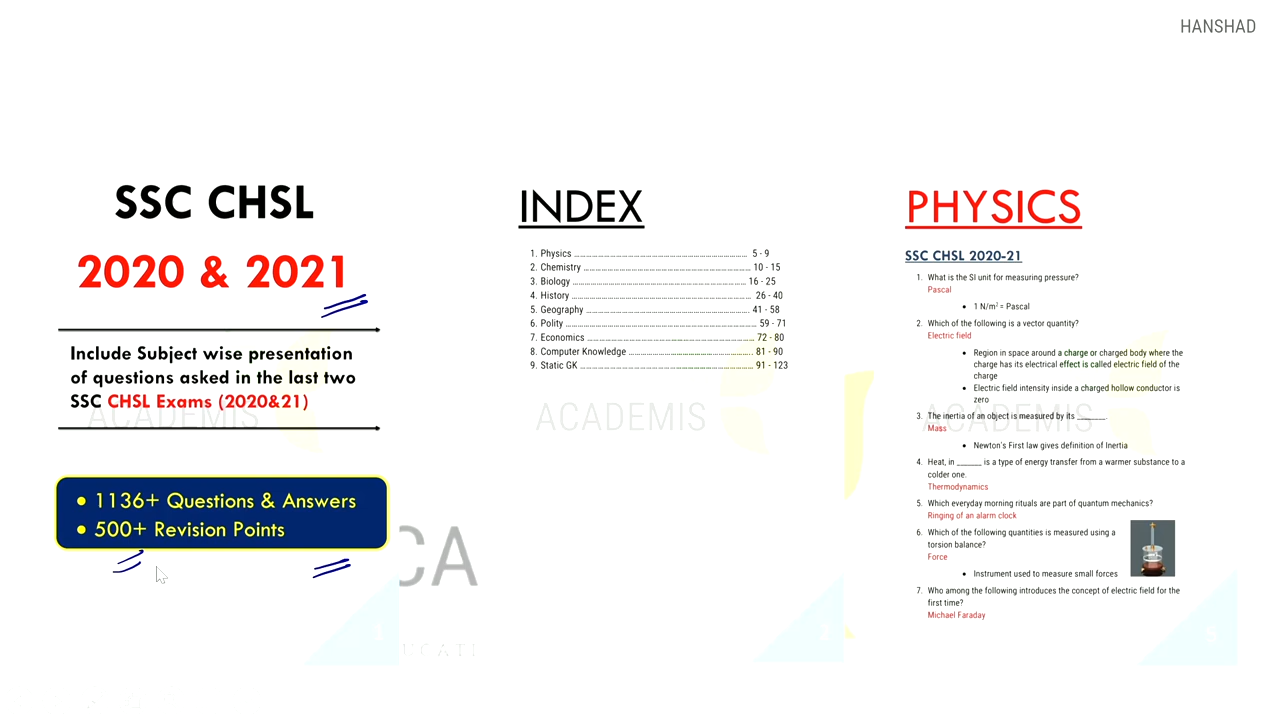 HANSHAD
SSC CHSL
2020 & 2021
Include Subject wise presentation
of questions asked in the last two
SSC CHSL Exams (2020&21)
ACADEMIS
• 1136+ Questions & Answers
• 500+ Revision Points
CA
UCATI
INDEX
1. Physics ........................ 5 - 9
2. Chemistry ........................ 10 - 15
3. Biology ........................ 16 - 25
4. History ........................ 26 - 40
5. Geography ........................ 41 - 58
6. Polity ........................ 59 - 71
7. Economics ........................ 72 - 80
8. Computer Knowledge ........................ 81 - 90
9. Static GK ........................ 91 - 123
ACADEMIS
PHYSICS
SSC CHSL 2020-21
1. What is the SI unit for measuring pressure?
Pascal
• 1 N/m² = Pascal
2. Which of the following is a vector quantity?
Electric field
• Region in space around a charge or charged body where the
charge has its electrical effect is called electric field of the
charge
• Electric field intensity inside a charged hollow conductor is
zero
3. The inertia of an object is measured by its ______.
Mass
ACADEMIS
• Newton's First law gives definition of Inertia
4. Heat, in ______ is a type of energy transfer from a warmer substance to a
colder one.
Thermodynamics
5. Which everyday morning rituals are part of quantum mechanics?
Ringing of an alarm clock
6. Which of the following quantities is measured using a
torsion balance?
Force
• Instrument used to measure small forces
7. Who among the following introduces the concept of electric field for the
first time?
Michael Faraday